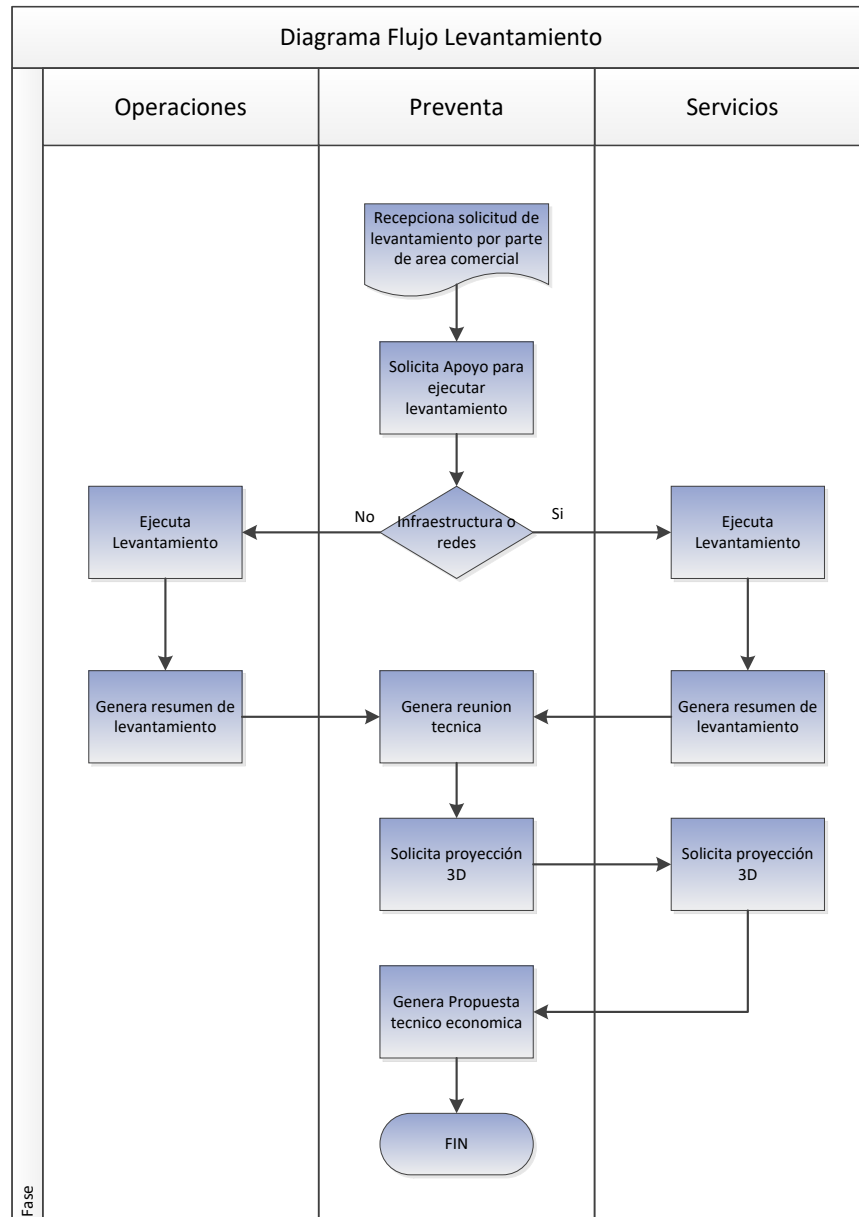 Diagrama Flujo Levantamiento
Operaciones
Preventa
Servicios
Recepciona solicitud de
levantamiento por parte
de area comercial
Solicita Apoyo para
ejecutar
levantamiento
Ejecuta
Levantamiento
No
Infraestructura o
redes
Si
Ejecuta
Levantamiento
Genera resumen de
levantamiento
Genera reunion
tecnica
Genera resumen de
levantamiento
Solicita proyección
3D
Solicita proyección
3D
Genera Propuesta
tecnico economica
FIN
Fase